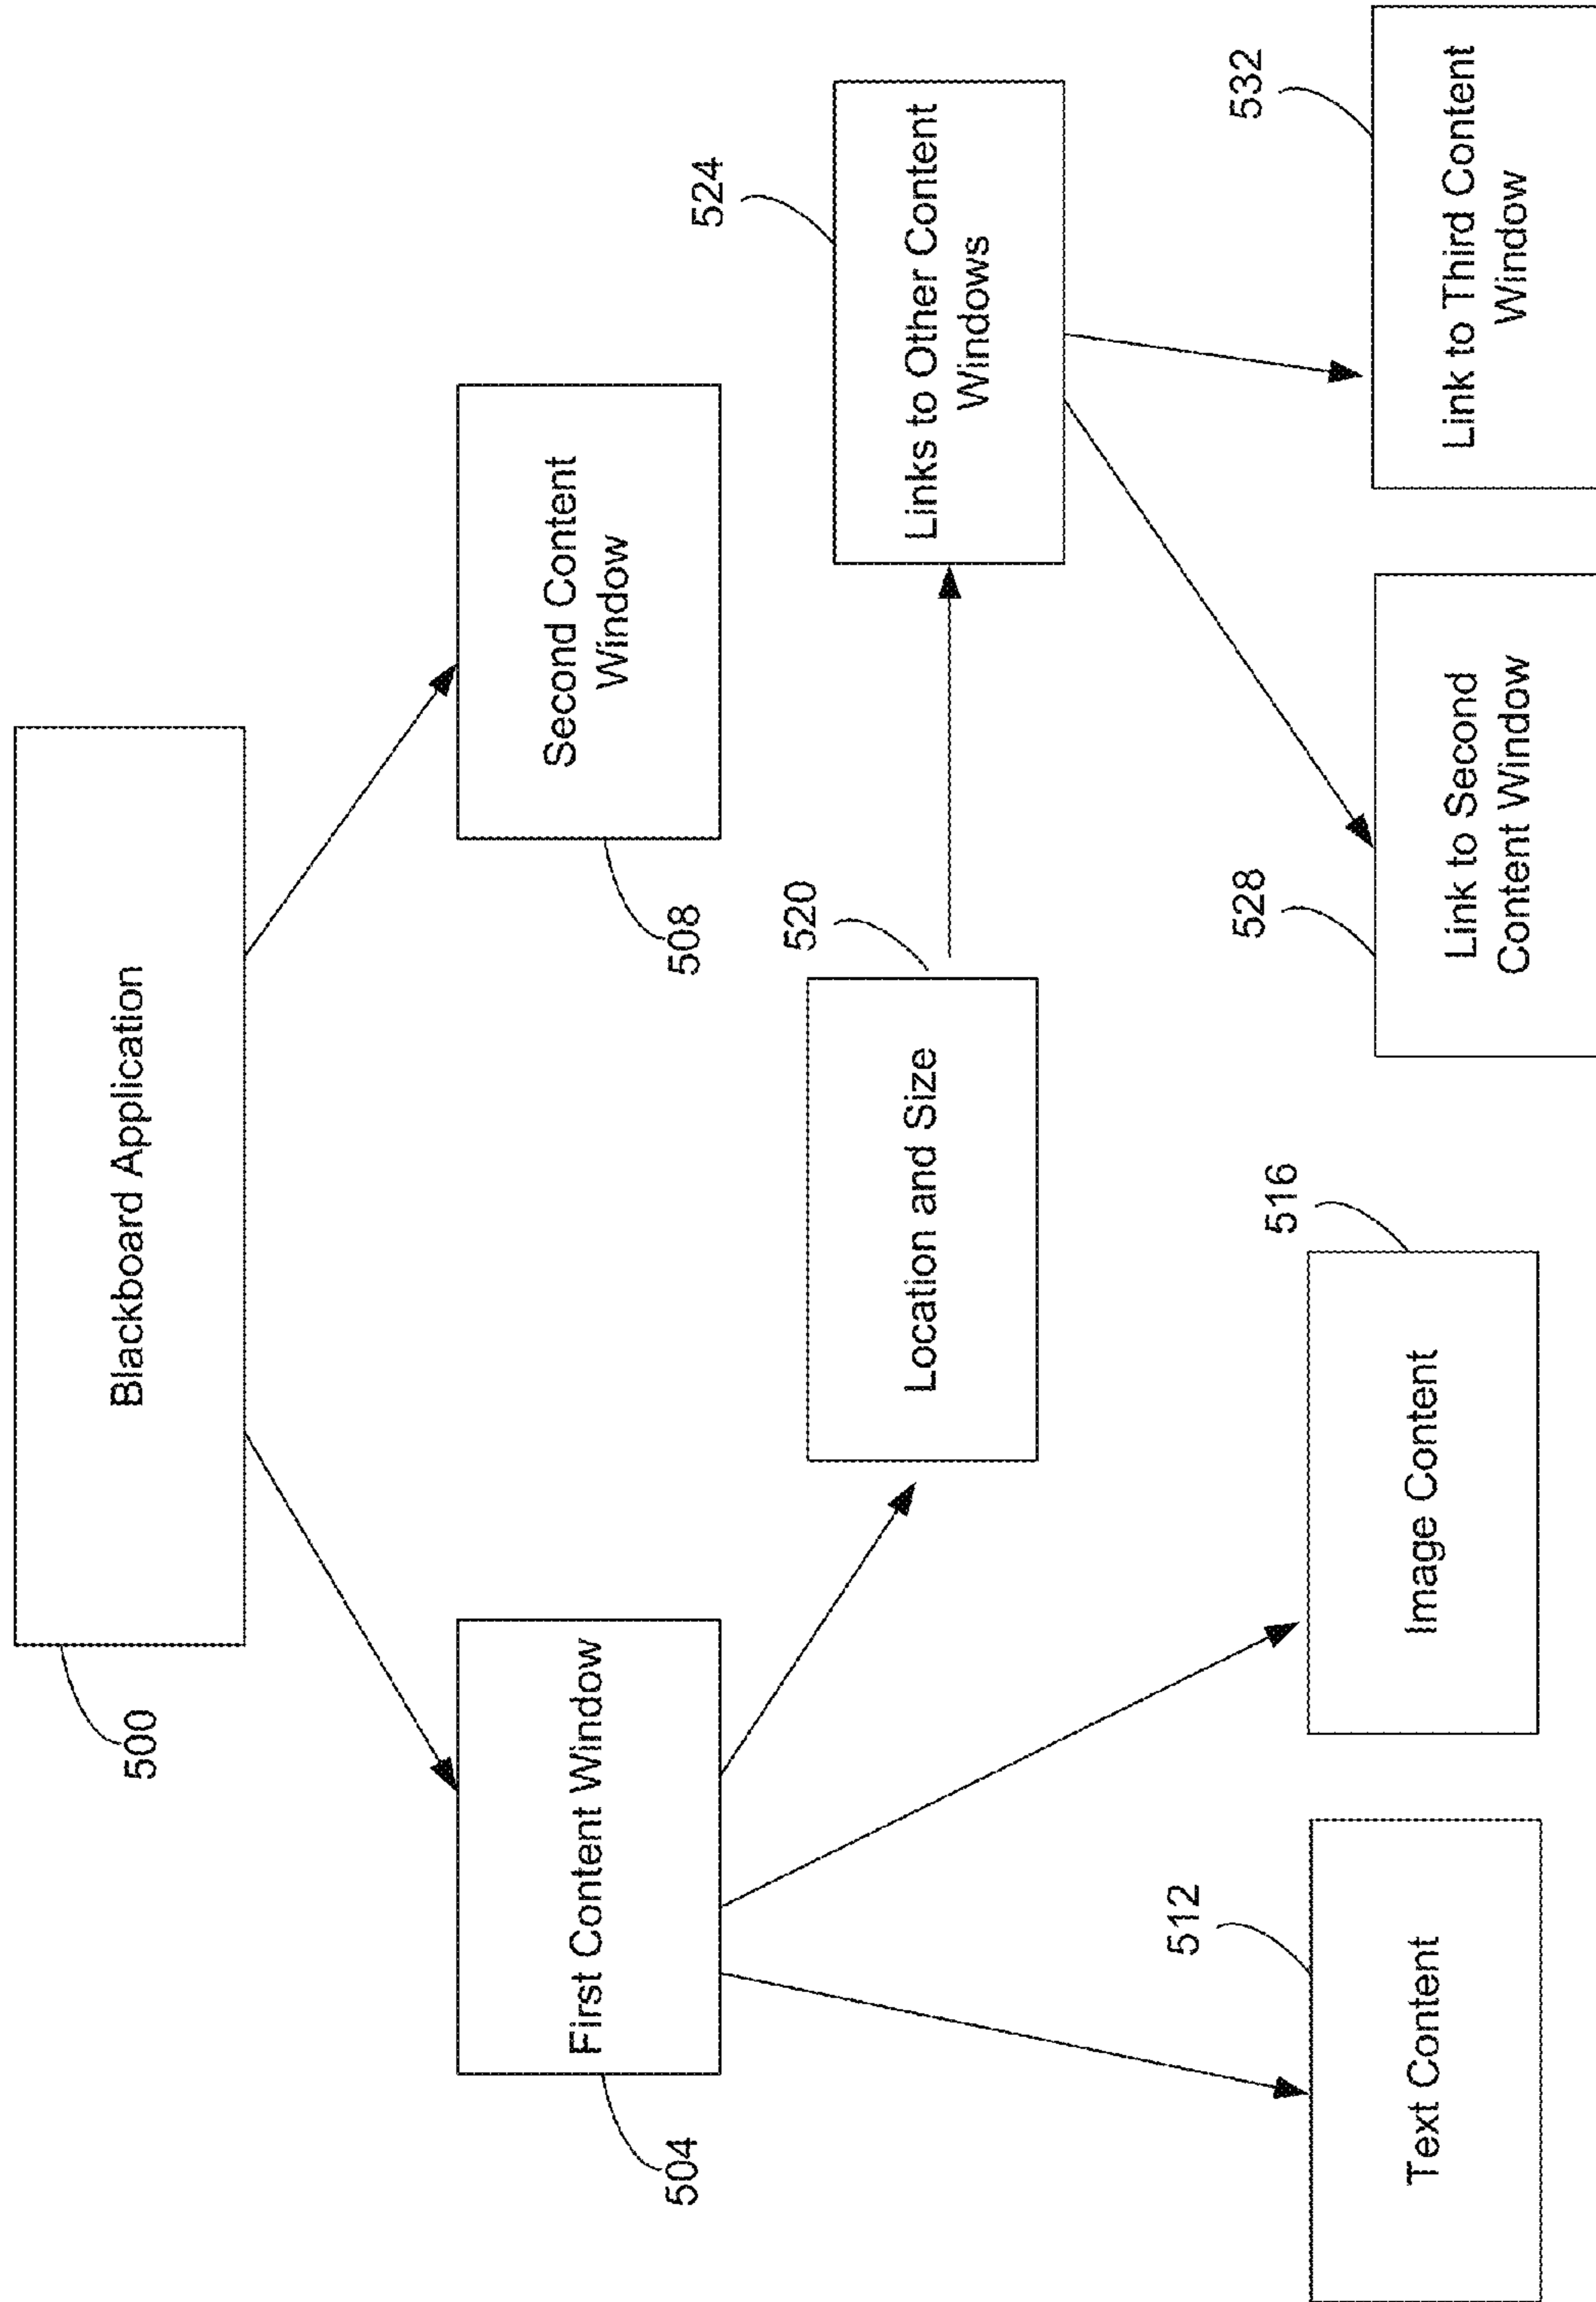 Blackboard Application
500
First Content Window
504
Second Content
Window
508
Location and Size
520
Links to Other Content
Windows
524
Text Content
512
Image Content
516
Link to Second
Content Window
528
Link to Third Content
Window
532